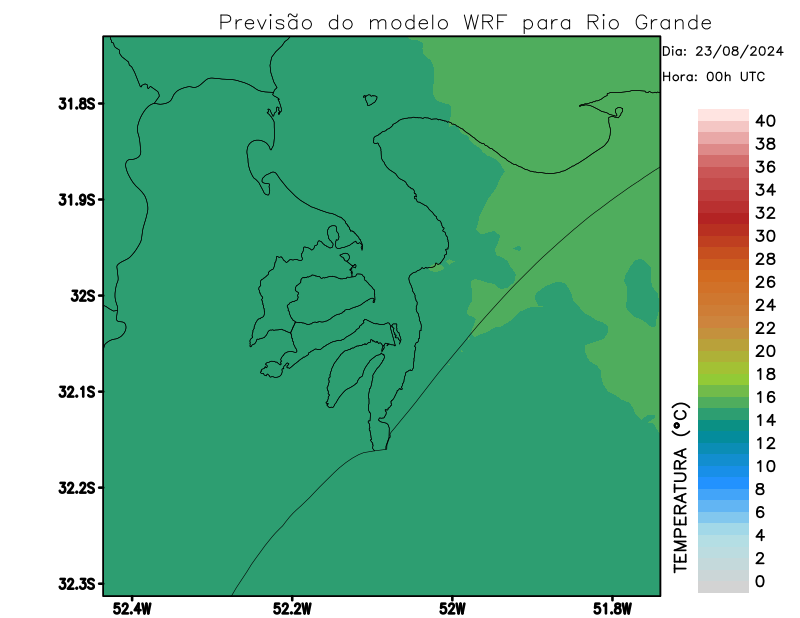 Previsão do modelo WRF para Rio Grande
Dia: 23/08/2024
Hora: 00h UTC
31.8S
31.9S
32S
32.1S
32.2S
32.3S
52.4W
52.2W
52W
51.8W
TEMPERATURA (°C)
40
38
36
34
32
30
28
26
24
22
20
18
16
14
12
10
8
6
4
2
0